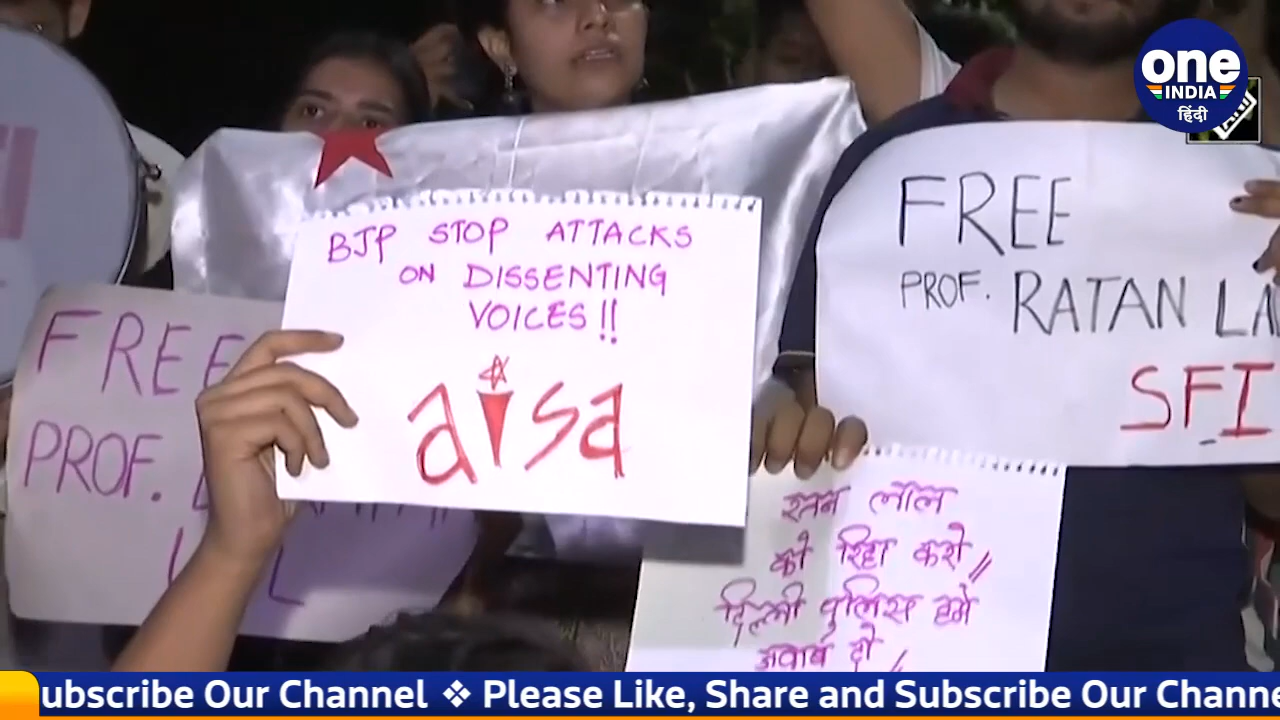 one
INDIA
हिंदी
BJP STOP ATTACKS
ON DISSENTING
VOICES!!
aisa
FREE
PROF. RATAN LA
SFI
FREE
PROF.
रतन लाल
को रिहा करो //
दिल्ली पुलिस हमे
जवाब दो //
ubscribe Our Channel ❖ Please Like, Share and Subscribe Our Channe